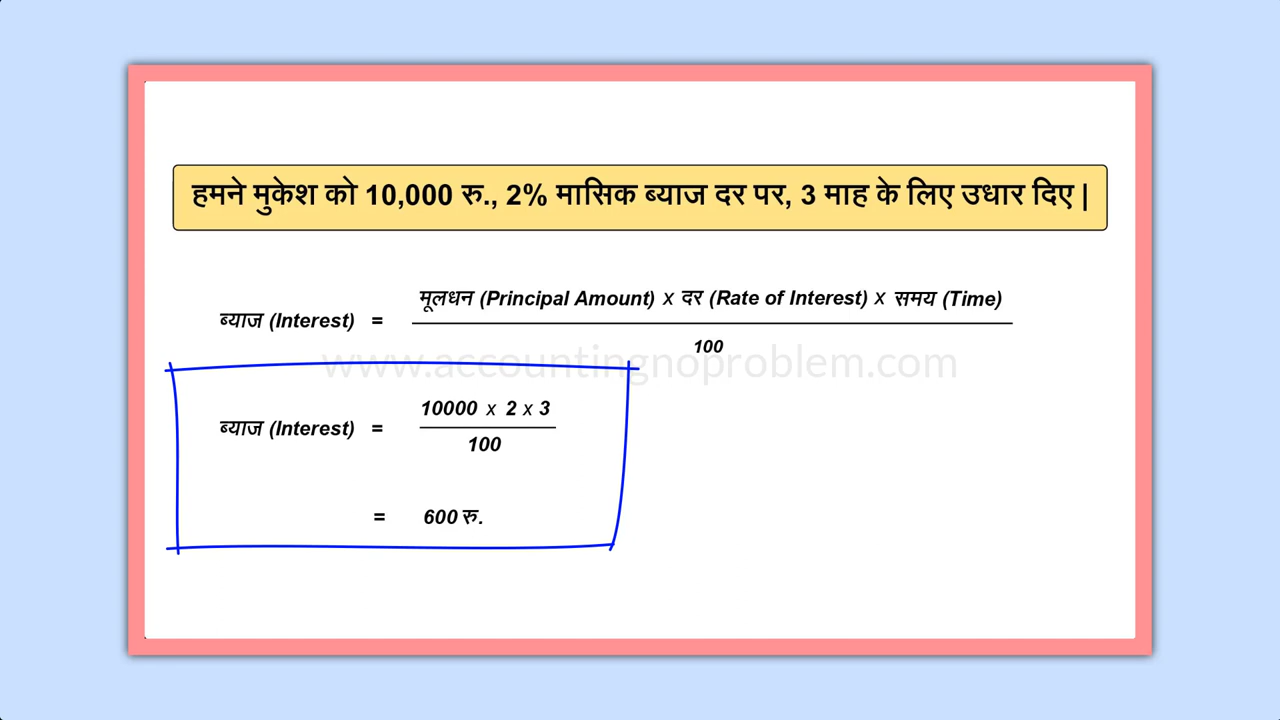 हमने मुकेश को 10,000 रु., 2% मासिक ब्याज दर पर, 3 माह के लिए उधार दिए |
ब्याज (Interest) = मूलधन (Principal Amount) x दर (Rate of Interest) x समय (Time)
100
www.accountingnoproblem.com
ब्याज (Interest) = 10000 x 2 x 3
100
= 600 रु.